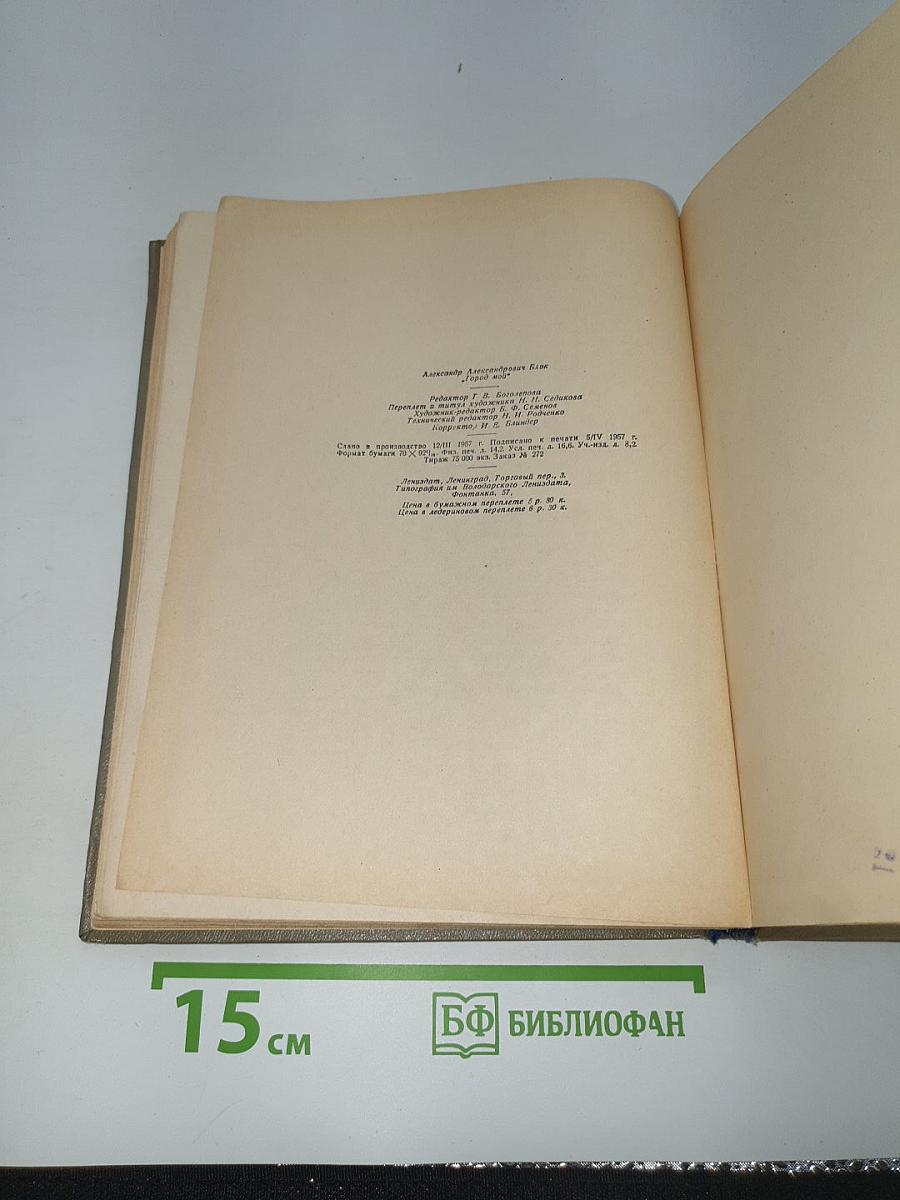 Александр Александрович Блок
„Город мой“
Редактор Г. В. Боголепова
Переплет и титул художника Н. Н. Седикова
Художник-редактор Б. Ф. Семенов
Технический редактор Н. И. Родченко
Корректор И. Е. Блиндер
Сдано в производство 12/III 1957 г. Подписано к печати 5/IV 1957 г.
Формат бумаги 70 × 92¹/₁₆. Физ. печ. л. 14,2. Усл. печ. л. 16,6. Уч.-изд. л. 8,2
Тираж 75 000 экз. Заказ № 272
Лениздат, Ленинград, Торговый пер., 3.
Типография им Володарского Лениздата,
Фонтанка, 57.
Цена в бумажном переплете 5 р. 80 к.
Цена в ледериновом переплете 6 р. 30 к.
15 см
БФ БИБЛИОФАН